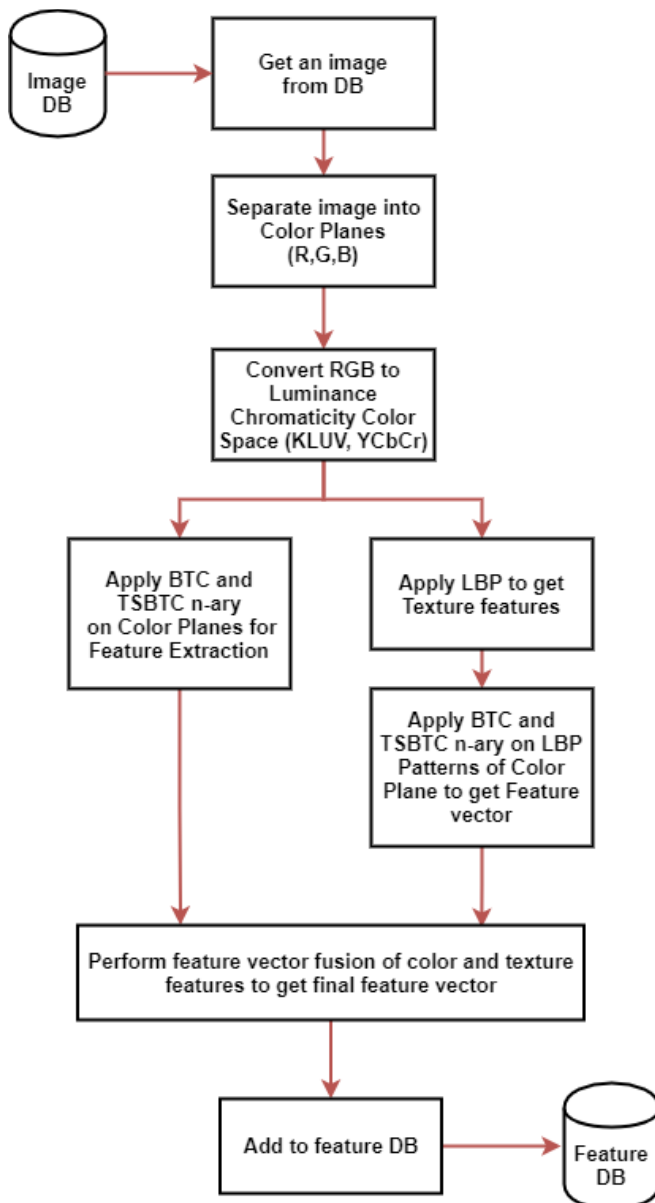 Image
DB
Get an image
from DB
Separate image into
Color Planes
(R,G,B)
Convert RGB to
Luminance
Chromaticity Color
Space (KLUV, YCbCr)
Apply BTC and
TSBTC n-ary
on Color Planes for
Feature Extraction
Apply LBP to get
Texture features
Apply BTC and
TSBTC n-ary on LBP
Patterns of Color
Plane to get Feature
vector
Perform feature vector fusion of color and texture
features to get final feature vector
Add to feature DB
Feature
DB